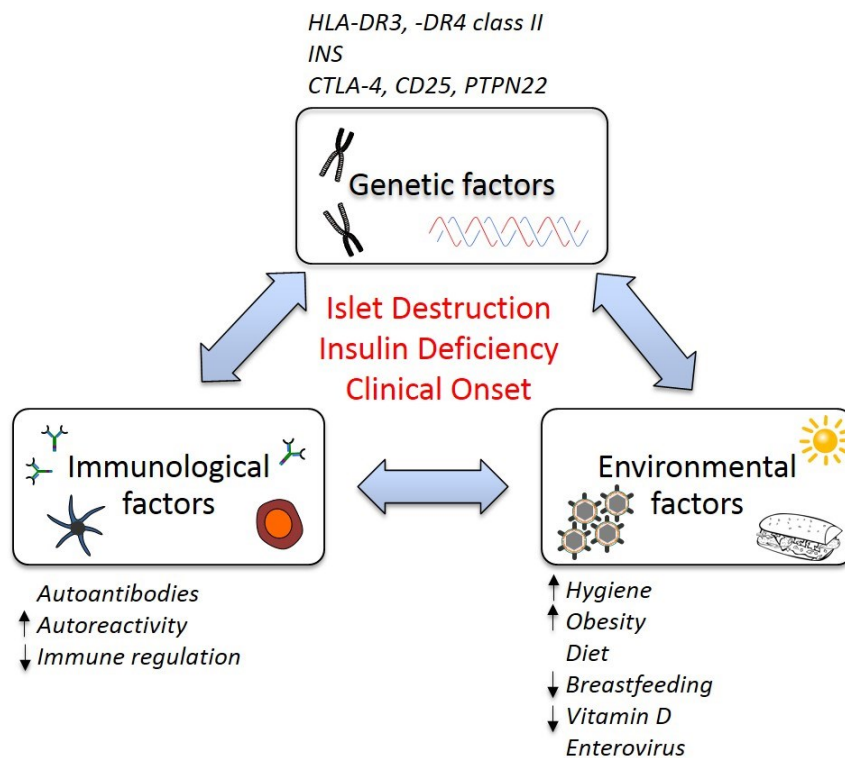 HLA-DR3, -DR4 class II
INS
CTLA-4, CD25, PTPN22
Genetic factors
Islet Destruction
Insulin Deficiency
Clinical Onset
Immunological
factors
Autoantibodies
Autoreactivity
Immune regulation
Environmental
factors
Hygiene
Obesity
Diet
Breastfeeding
Vitamin D
Enterovirus